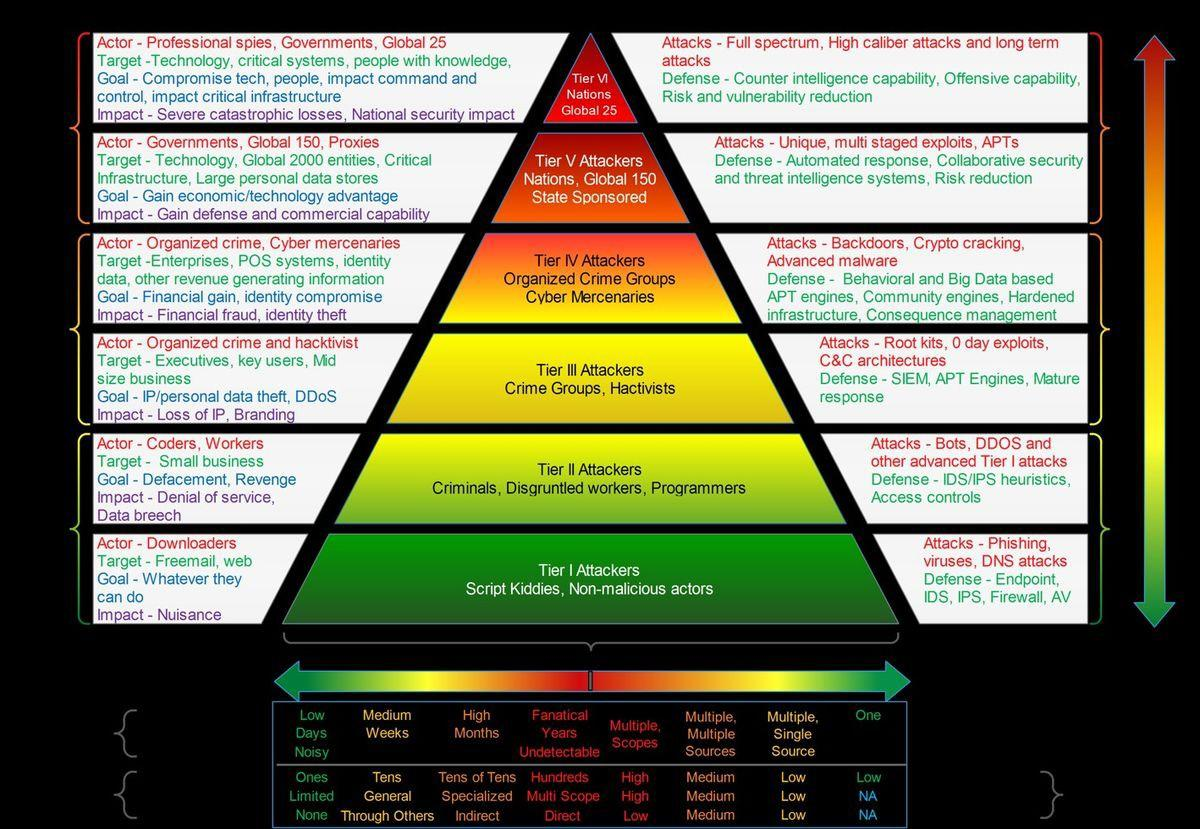 Actor - Professional spies, Governments, Global 25
Target -Technology, critical systems, people with knowledge,
Goal - Compromise tech, people, impact command and
control, impact critical infrastructure
Impact - Severe catastrophic losses, National security impact
Tier VI
Nations
Global 25
Attacks - Full spectrum, High caliber attacks and long term
attacks
Defense - Counter intelligence capability, Offensive capability,
Risk and vulnerability reduction
Actor - Governments, Global 150, Proxies
Target - Technology, Global 2000 entities, Critical
Infrastructure, Large personal data stores
Goal - Gain economic/technology advantage
Impact - Gain defense and commercial capability
Tier V Attackers
Nations, Global 150
State Sponsored
Attacks - Unique, multi staged exploits, APTs
Defense - Automated response, Collaborative security
and threat intelligence systems, Risk reduction
Actor - Organized crime, Cyber mercenaries
Target -Enterprises, POS systems, identity
data, other revenue generating information
Goal - Financial gain, identity compromise
Impact - Financial fraud, identity theft
Tier IV Attackers
Organized Crime Groups
Cyber Mercenaries
Attacks - Backdoors, Crypto cracking,
Advanced malware
Defense - Behavioral and Big Data based
APT engines, Community engines, Hardened
infrastructure, Consequence management
Actor - Organized crime and hacktivist
Target - Executives, key users, Mid
size business
Goal - IP/personal data theft, DDoS
Impact - Loss of IP, Branding
Tier III Attackers
Crime Groups, Hactivists
Attacks - Root kits, 0 day exploits,
C&C architectures
Defense - SIEM, APT Engines, Mature
response
Actor - Coders, Workers
Target - Small business
Goal - Defacement, Revenge
Impact - Denial of service,
Data breech
Tier II Attackers
Criminals, Disgruntled workers, Programmers
Attacks - Bots, DDOS and
other advanced Tier I attacks
Defense - IDS/IPS heuristics,
Access controls
Actor - Downloaders
Target - Freemail, web
Goal - Whatever they
can do
Impact - Nuisance
Tier I Attackers
Script Kiddies, Non-malicious actors
Attacks - Phishing,
viruses, DNS attacks
Defense - Endpoint,
IDS, IPS, Firewall, AV
Low
Days
Noisy
Medium
Weeks
High
Months
Fanatical
Years
Undetectable
Multiple,
Scopes
Multiple,
Multiple
Sources
Multiple,
Single
Source
One
Ones
Limited
None
Tens
General
Through Others
Tens of Tens
Specialized
Indirect
Hundreds
Multi Scope
Direct
High
High
Low
Medium
Medium
Medium
Low
Low
Low
Low
NA
NA